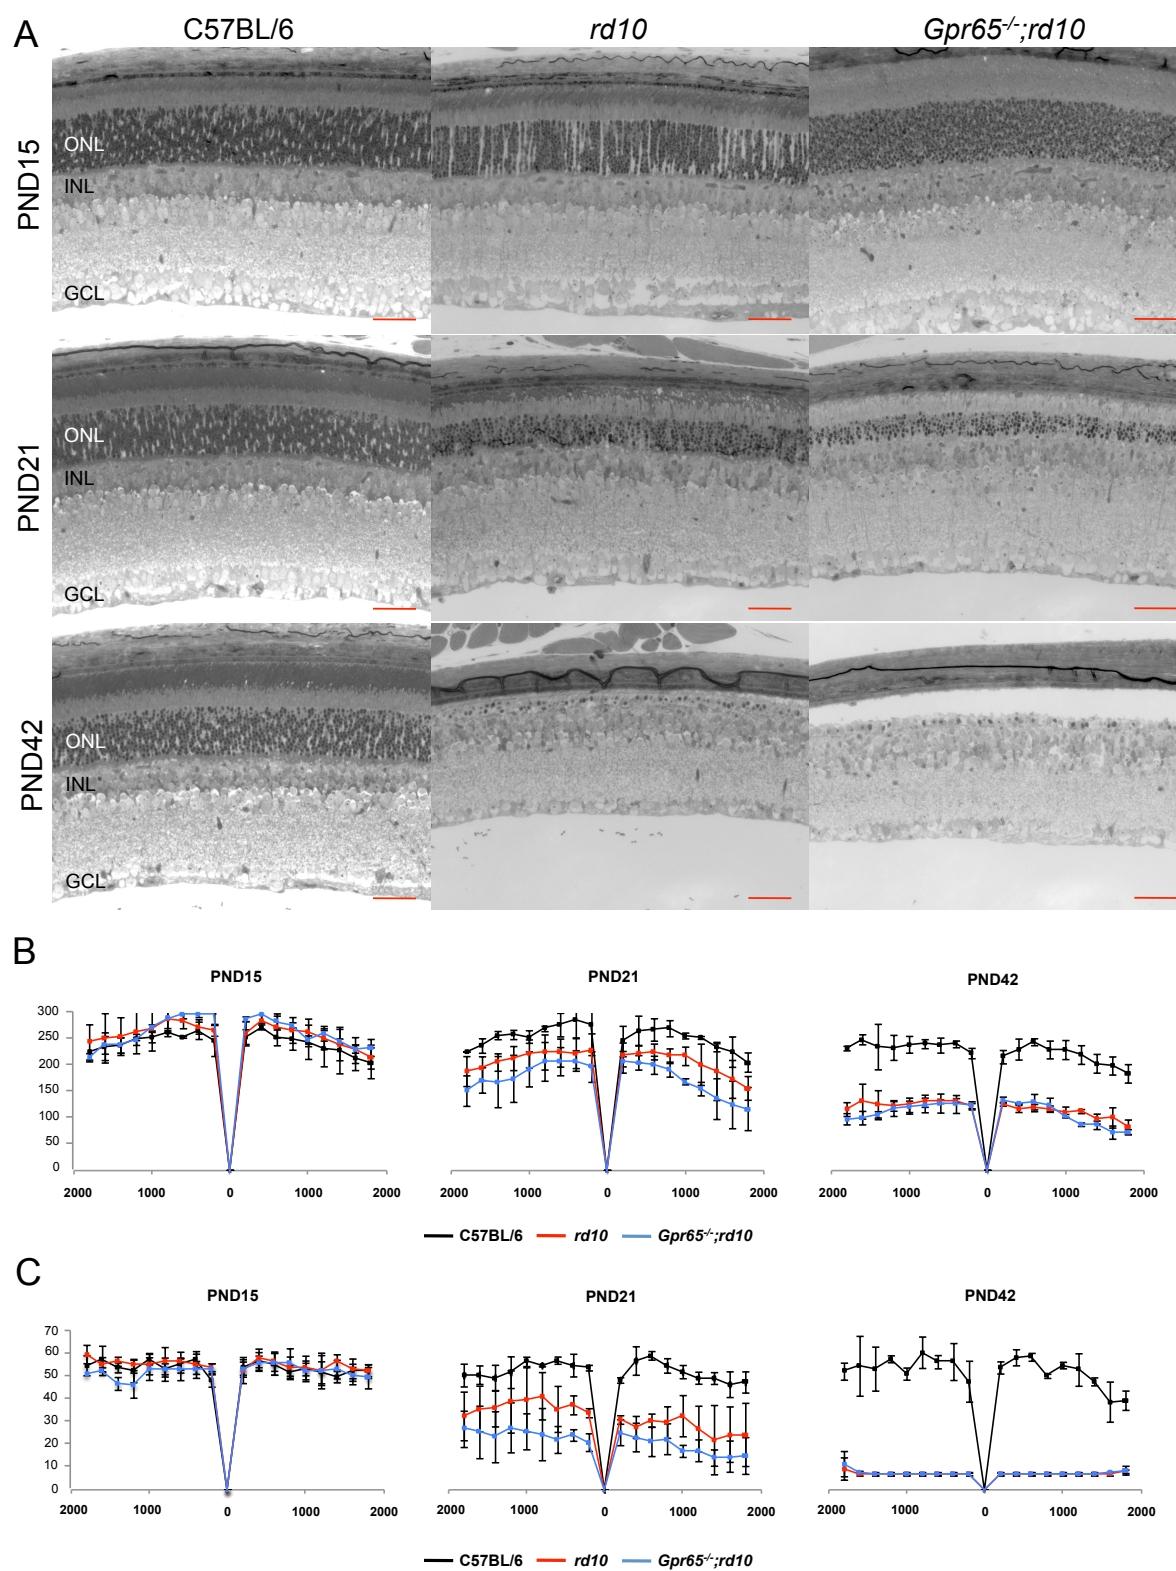 A
C57BL/6 rd10 Gpr65-/-;rd10
PND15
ONL
INL
GCL
PND21
ONL
INL
GCL
PND42
ONL
INL
GCL
B
PND15 PND21 PND42
300
250
200
150
100
50
0
2000 1000 0 1000 2000 2000 1000 0 1000 2000 2000 1000 0 1000 2000
C57BL/6 rd10 Gpr65-/-;rd10
C
PND15 PND21 PND42
70
60
50
40
30
20
10
0
2000 1000 0 1000 2000 2000 1000 0 1000 2000 2000 1000 0 1000 2000
C57BL/6 rd10 Gpr65-/-;rd10